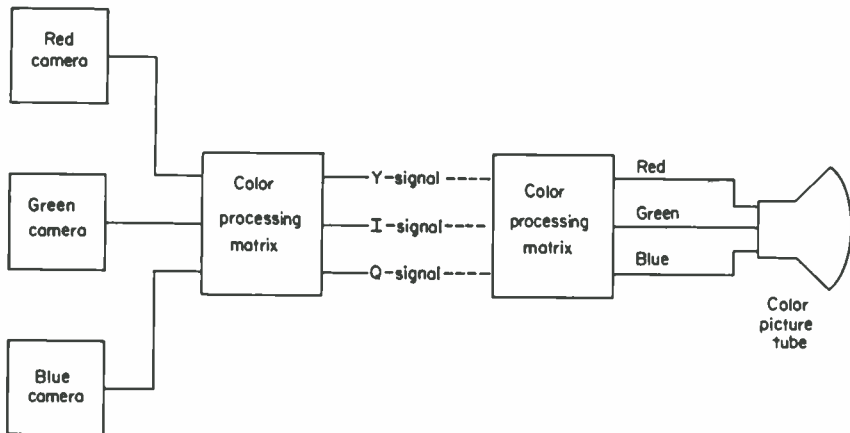 Red
camera
Green
camera
Blue
camera
Color
processing
matrix
Y-signal
I-signal
Q-signal
Color
processing
matrix
Red
Green
Blue
Color
picture
tube